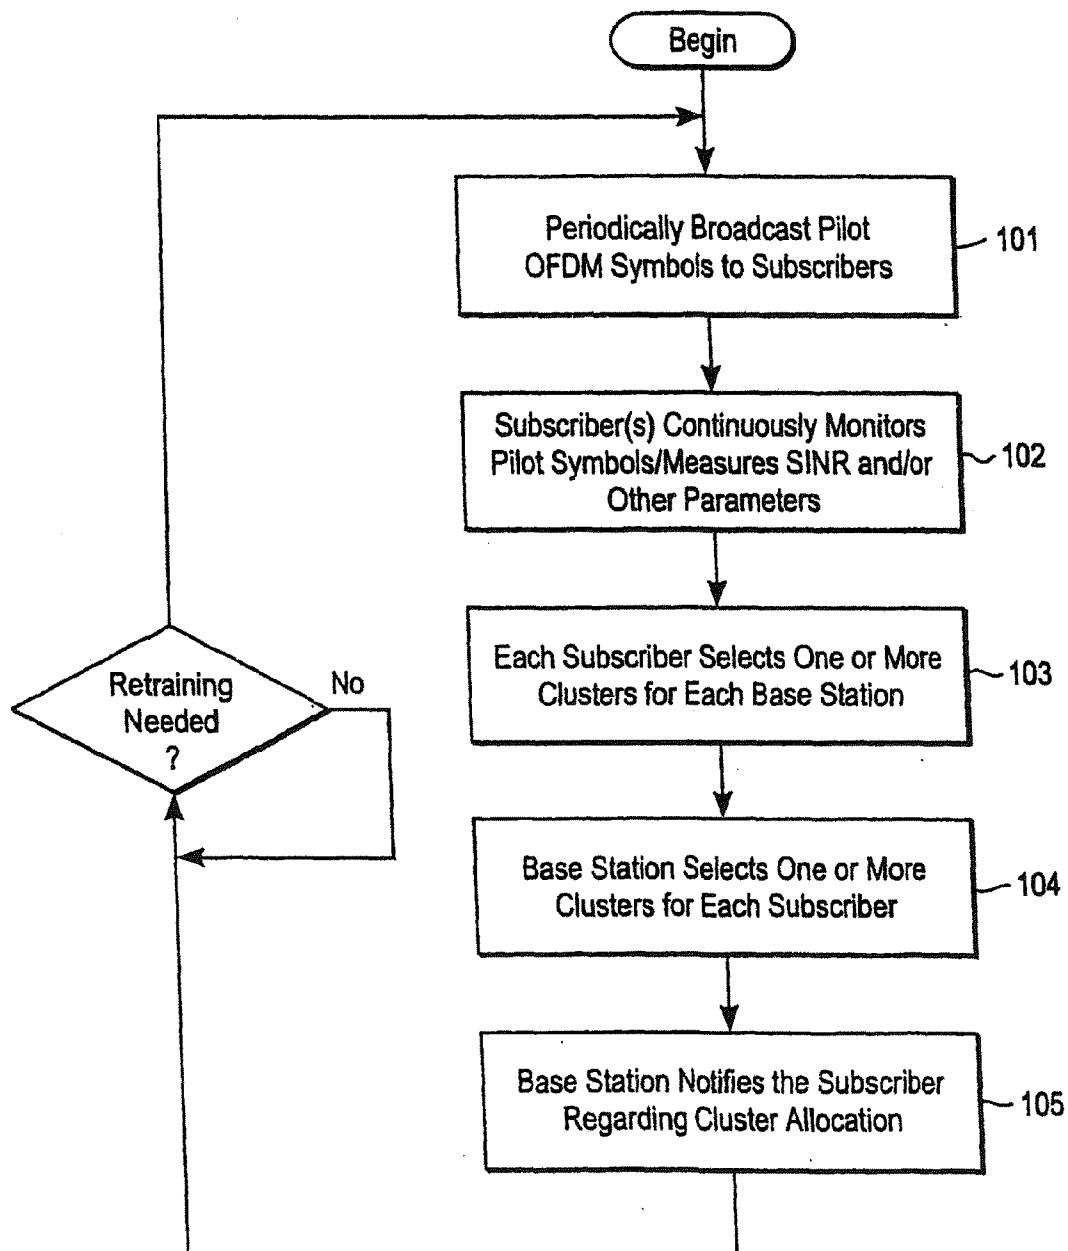 Begin
Periodically Broadcast Pilot
OFDM Symbols to Subscribers
101
Subscriber(s) Continuously Monitors
Pilot Symbols/Measures SINR and/or
Other Parameters
102
Each Subscriber Selects One or More
Clusters for Each Base Station
103
Retraining
Needed
?
No
Base Station Selects One or More
Clusters for Each Subscriber
104
Base Station Notifies the Subscriber
Regarding Cluster Allocation
105